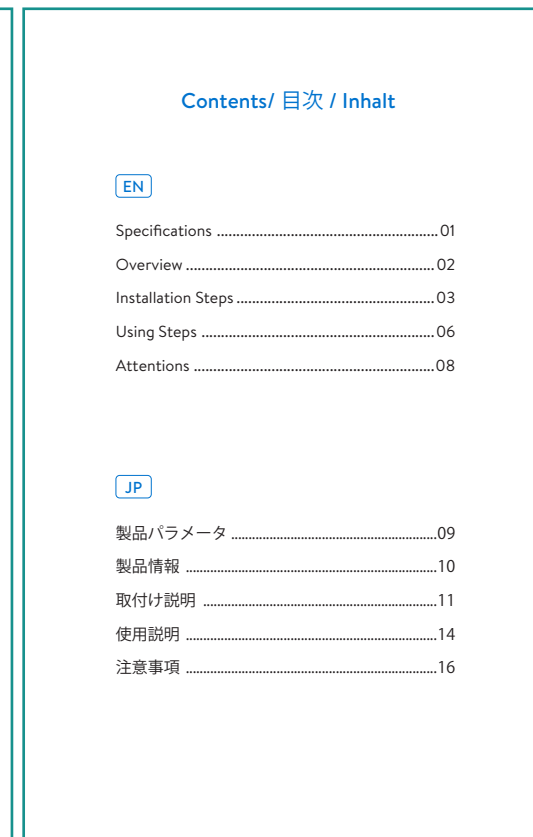 Contents/ 目次 / Inhalt
EN
Specifications ........................................................ 01
Overview ................................................................ 02
Installation Steps .................................................. 03
Using Steps ............................................................ 06
Attentions .............................................................. 08
JP
製品パラメータ ...................................................... 09
製品情報 ................................................................ 10
取付け説明 ............................................................ 11
使用説明 ................................................................ 14
注意事項 ................................................................ 16